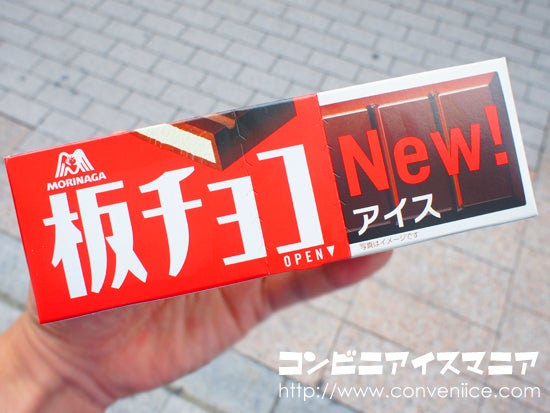 MORINAGA
板チョコ
OPEN▼
New!
アイス
写真はイメージです
コンビニアイスマニア
http://www.conveniice.com/